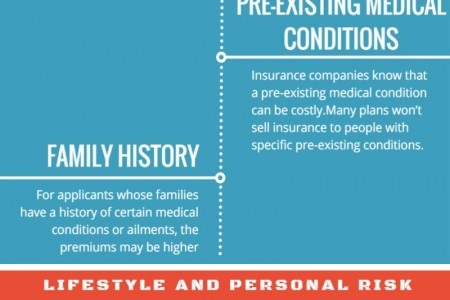 PRE-EXISTING MEDICAL
CONDITIONS
Insurance companies know that
a pre-existing medical condition
can be costly.Many plans won't
sell insurance to people with
specific pre-existing conditions.
FAMILY HISTORY
For applicants whose families
have a history of certain medical
conditions or ailments, the
premiums may be higher
LIFESTYLE AND PERSONAL RISK